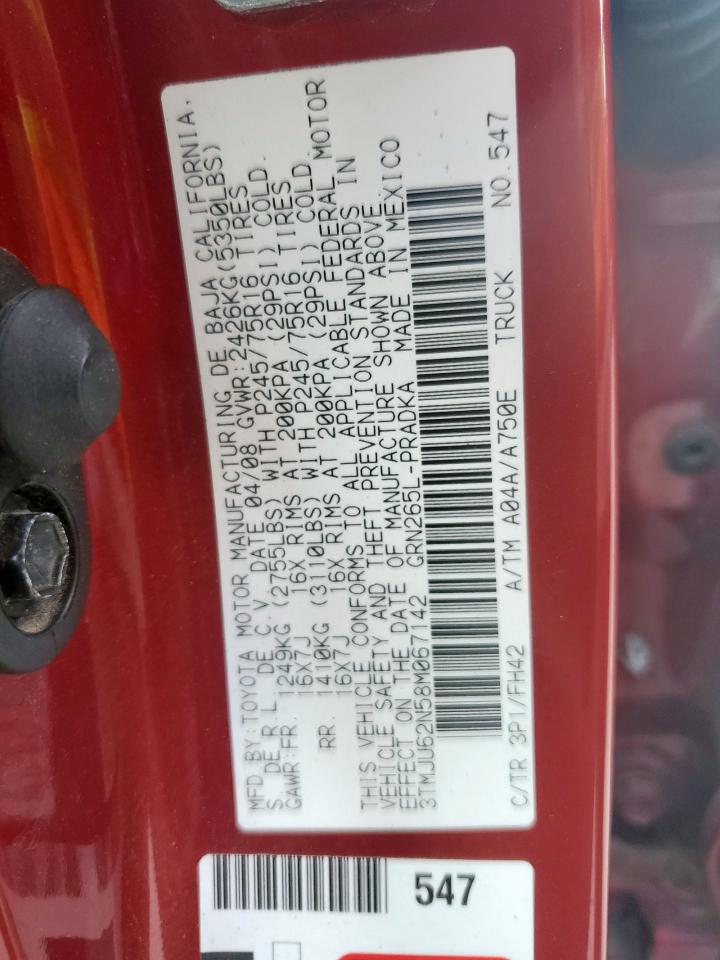 MFD. BY: TOYOTA MOTOR MANUFACTURING DE BAJA CALIFORNIA,
S. DE R. L. DE C. V. DATE 04/08 GVWR: 2426KG(5350LBS)
GAWR: FR. 1249KG (2755LBS) WITH P245/75R16 TIRES
16X7J 16X RIMS AT 200KPA (29PSI) COLD.
RR. 1410KG (3110LBS) WITH P245/75R16 TIRES
16X7J 16X RIMS AT 200KPA (29PSI) COLD.
THIS VEHICLE CONFORMS TO ALL APPLICABLE FEDERAL MOTOR
VEHICLE SAFETY AND THEFT PREVENTION STANDARDS IN
EFFECT ON THE DATE OF MANUFACTURE SHOWN ABOVE.
3TMJU62N58M067142 GRN265L-PRADKA MADE IN MEXICO
C/TR 3P1/FH42 A/TM A04A/A750E TRUCK NO. 547
547